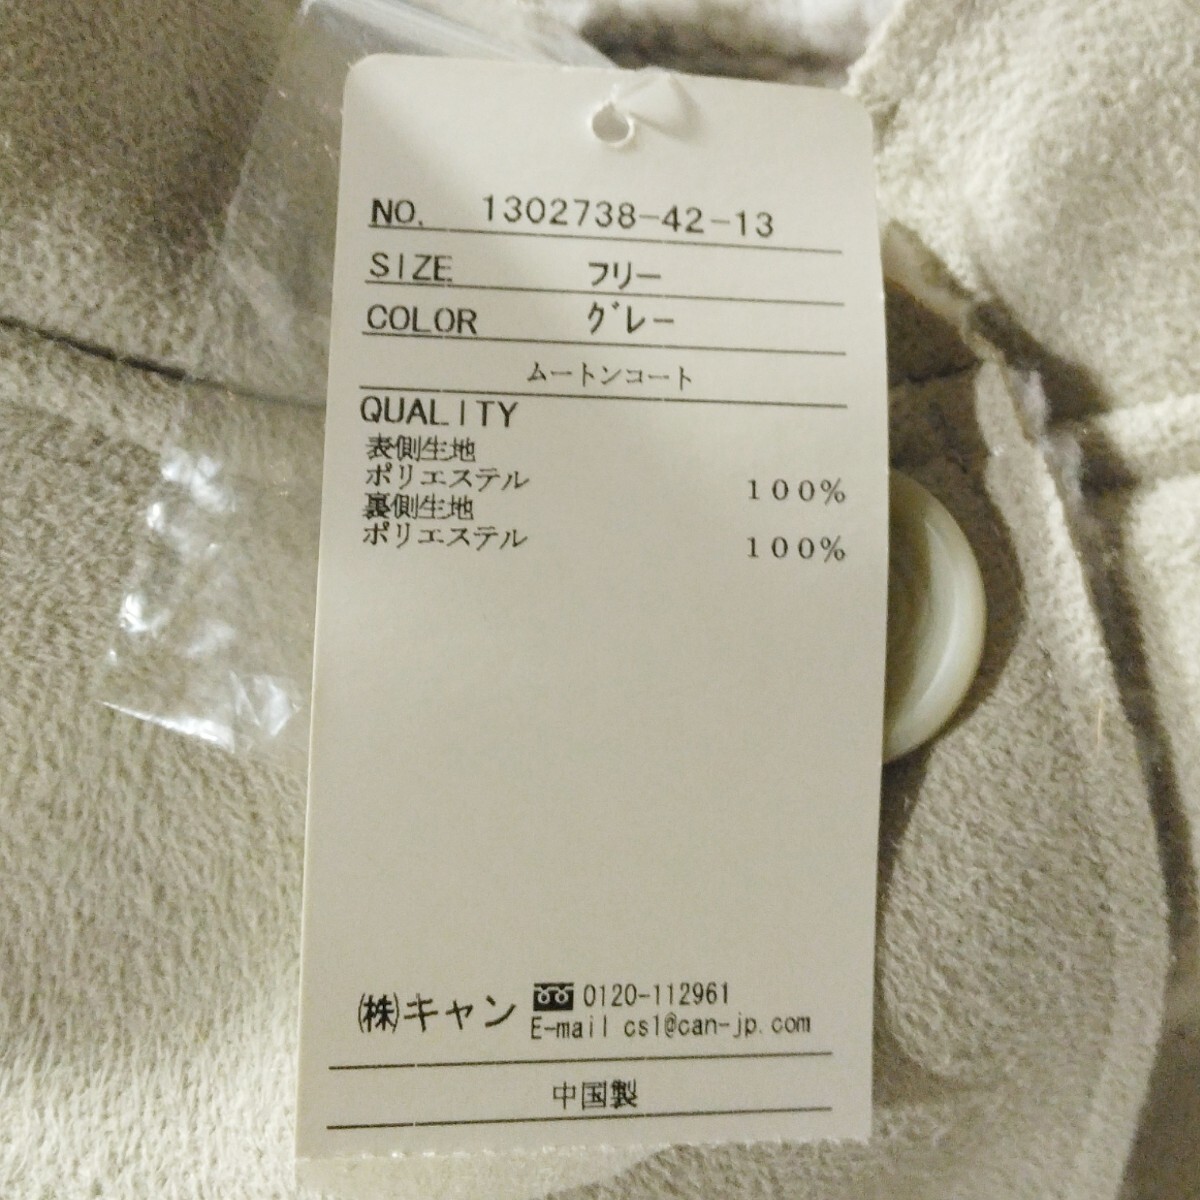 NO. 1302738-42-13
SIZE フリー
COLOR グレー
ムートンコート
QUALITY
表側生地
ポリエステル 100%
裏側生地
ポリエステル 100%
㈱キャン 0120-112961
E-mail cs1@can-jp.com
中国製